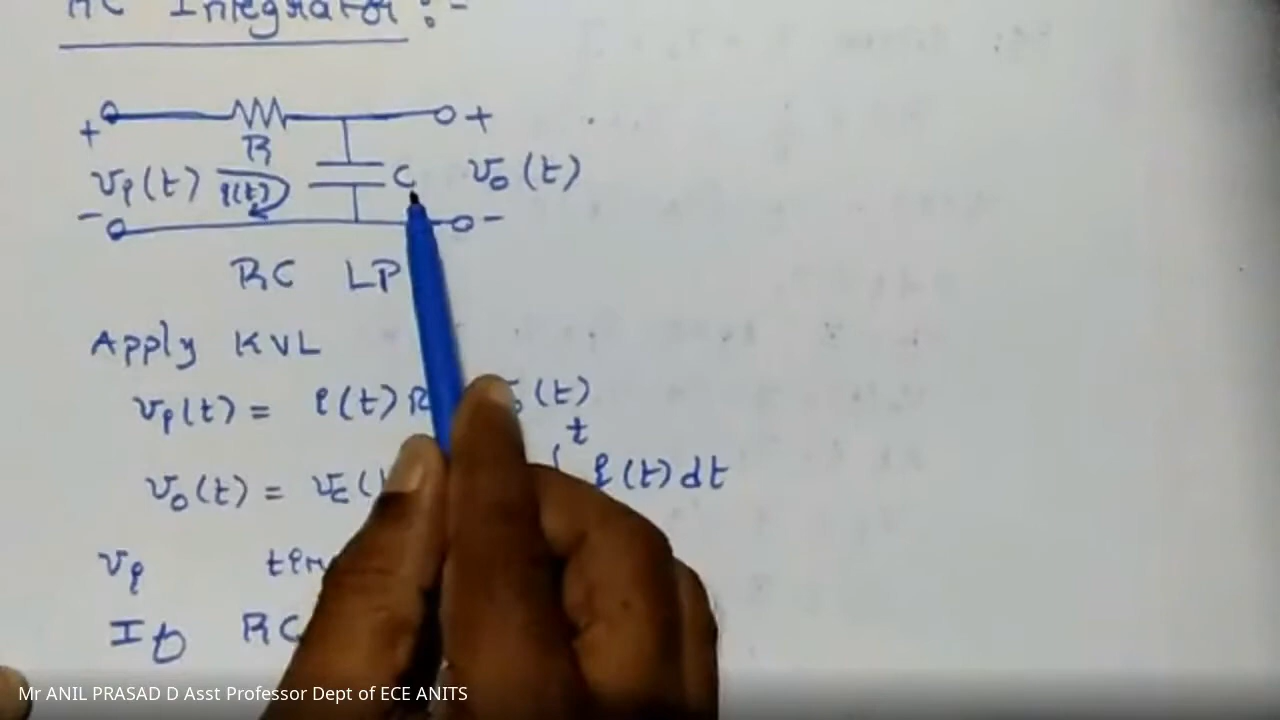 RC Integrator :-
+ R +
vi(t) i(t) C vo(t)
- -
RC LP
Apply KVL
vi(t) = i(t) R (t)
t
vo(t) = vc( i(t) dt
vi
If RC
Mr ANIL PRASAD D Asst Professor Dept of ECE ANITS